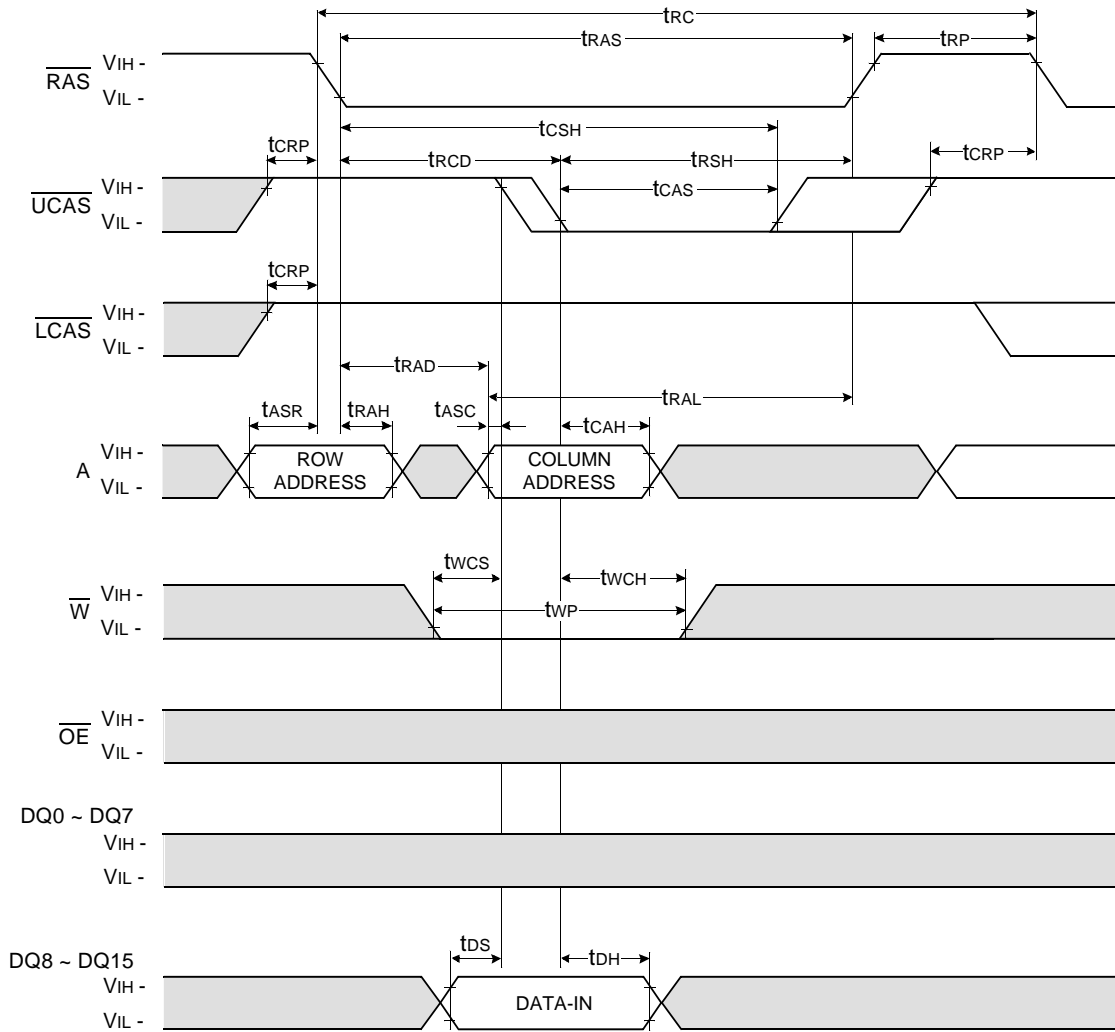 tRC
tRAS
tRP
RAS
VIH -
VIL -
tCSH
tCRP
tRCD
tRSH
tCRP
tCAS
UCAS
VIH -
VIL -
tCRP
LCAS
VIH -
VIL -
tRAD
tRAL
tASR
tRAH
tASC
tCAH
A
VIH -
VIL -
ROW
ADDRESS
COLUMN
ADDRESS
tWCS
tWCH
tWP
W
VIH -
VIL -
OE
VIH -
VIL -
DQ0 ~ DQ7
VIH -
VIL -
tDS
tDH
DQ8 ~ DQ15
VIH -
VIL -
DATA-IN